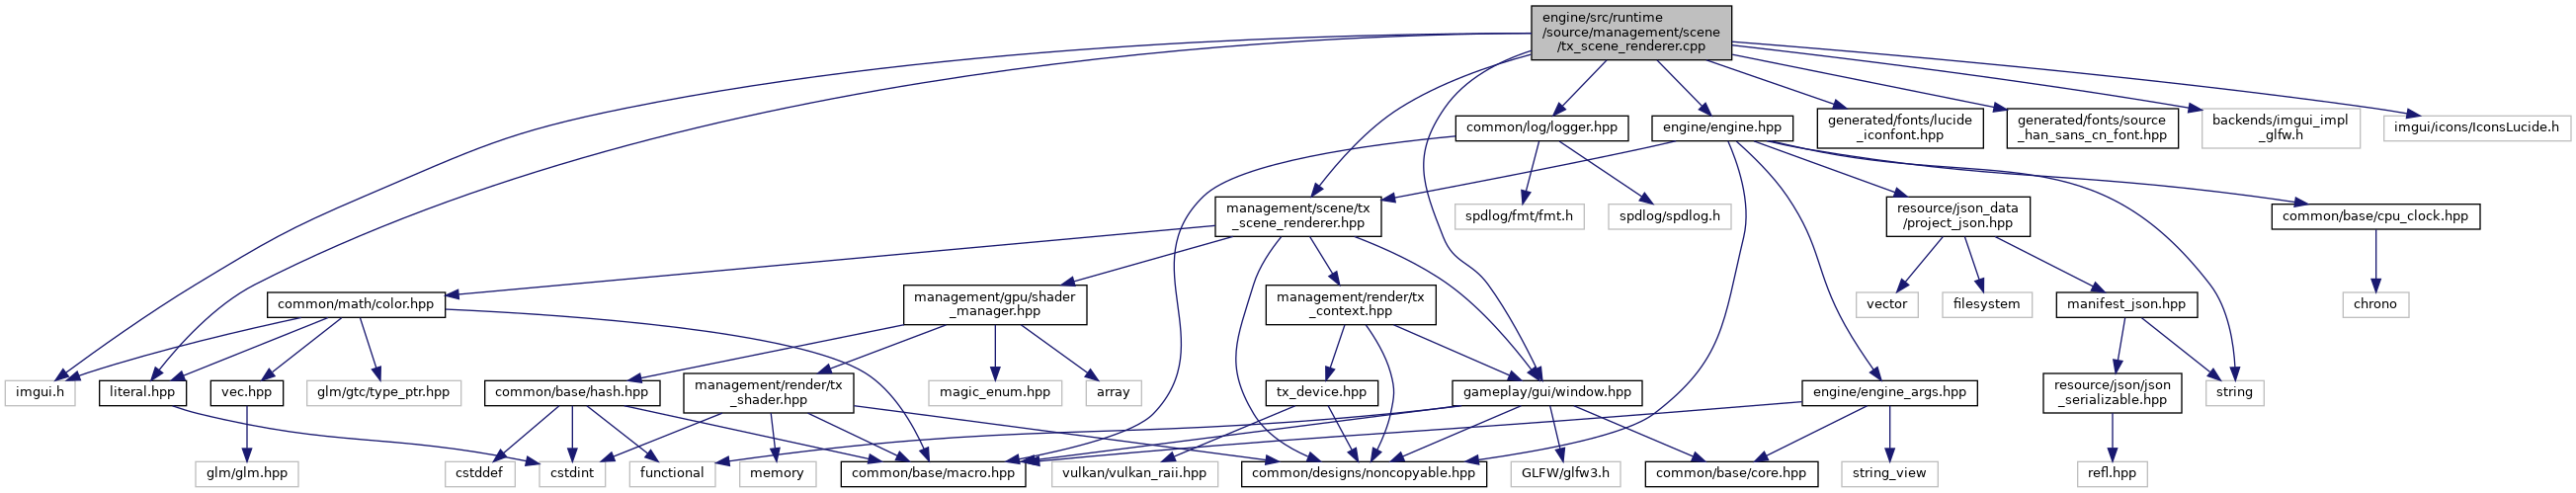 engine/src/runtime
/source/management/scene
/tx_scene_renderer.cpp
common/log/logger.hpp
engine/engine.hpp
generated/fonts/lucide
_iconfont.hpp
generated/fonts/source
_han_sans_cn_font.hpp
backends/imgui_impl
_glfw.h
imgui/icons/IconsLucide.h
management/scene/tx
_scene_renderer.hpp
spdlog/fmt/fmt.h
spdlog/spdlog.h
resource/json_data
/project_json.hpp
common/base/cpu_clock.hpp
common/math/color.hpp
management/gpu/shader
_manager.hpp
management/render/tx
_context.hpp
vector
filesystem
manifest_json.hpp
chrono
imgui.h
literal.hpp
vec.hpp
glm/gtc/type_ptr.hpp
common/base/hash.hpp
management/render/tx
_shader.hpp
magic_enum.hpp
array
tx_device.hpp
gameplay/gui/window.hpp
engine/engine_args.hpp
resource/json/json
_serializable.hpp
string
glm/glm.hpp
cstddef
cstdint
functional
memory
common/base/macro.hpp
vulkan/vulkan_raii.hpp
common/designs/noncopyable.hpp
GLFW/glfw3.h
common/base/core.hpp
string_view
refl.hpp